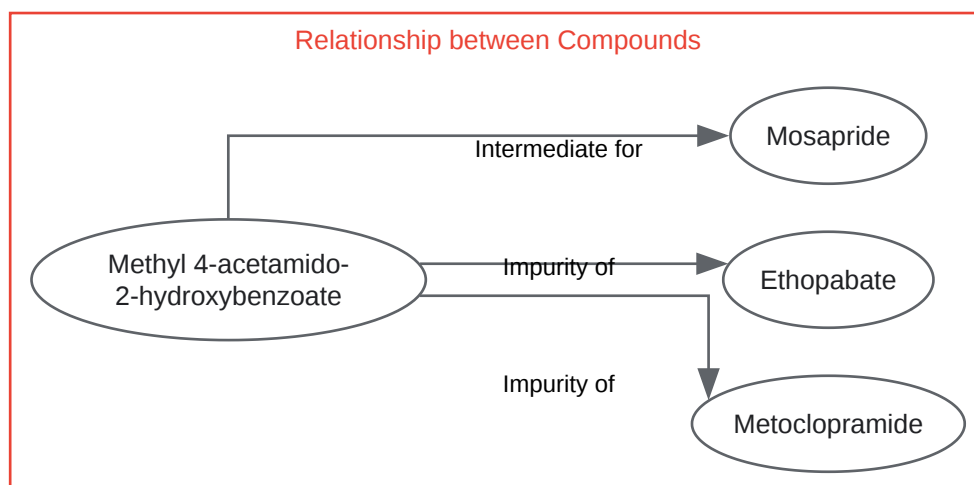 Relationship between Compounds
Mosapride
Intermediate for
Methyl 4-acetamido-
2-hydroxybenzoate
Impurity of
Ethopabate
Impurity of
Metoclopramide